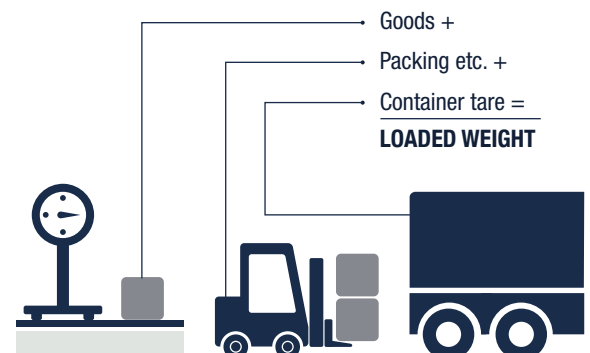 Goods +
Packing etc. +
Container tare =
LOADED WEIGHT